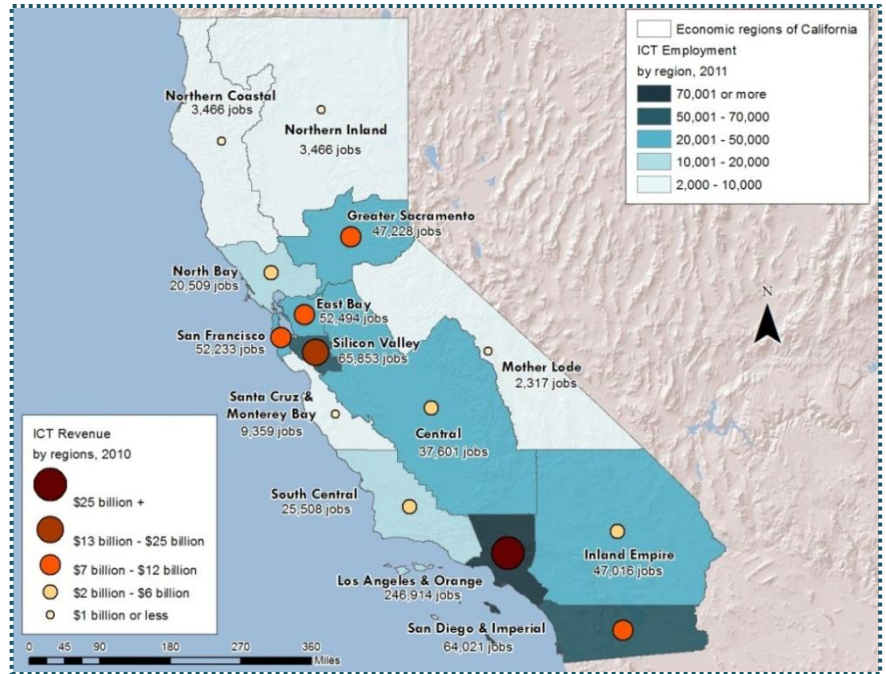 Economic regions of California
ICT Employment
by region, 2011
70,001 or more
50,001 - 70,000
20,001 - 50,000
10,001 - 20,000
2,000 - 10,000
Northern Coastal
3,466 jobs
Northern Inland
3,466 jobs
Greater Sacramento
47,228 jobs
North Bay
20,509 jobs
East Bay
52,494 jobs
San Francisco
52,233 jobs
Silicon Valley
65,853 jobs
N
Mother Lode
2,317 jobs
Santa Cruz &
Monterey Bay
9,359 jobs
Central
37,601 jobs
South Central
25,508 jobs
Inland Empire
47,016 jobs
Los Angeles & Orange
246,914 jobs
San Diego & Imperial
64,021 jobs
ICT Revenue
by regions, 2010
$25 billion +
$13 billion - $25 billion
$7 billion - $12 billion
$2 billion - $6 billion
$1 billion or less
0 45 90 180 270 360
Miles